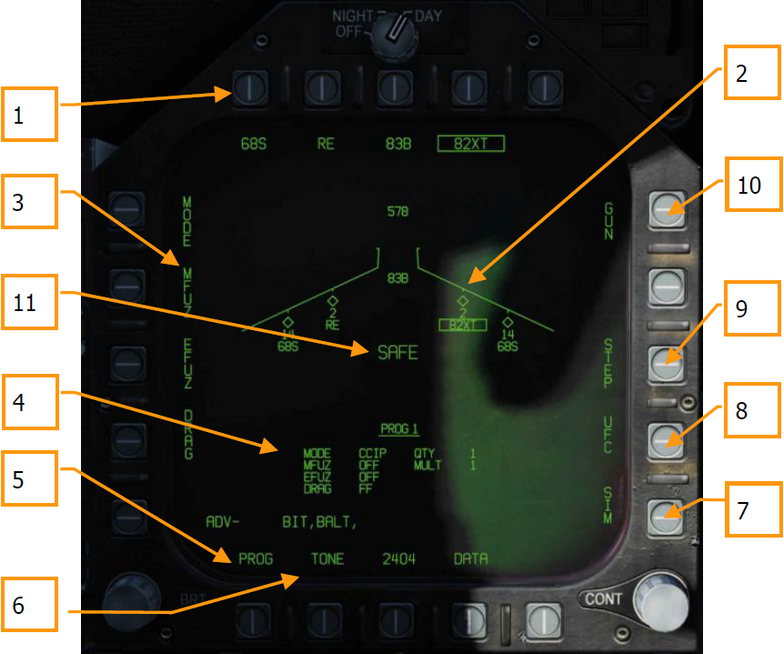 NIGHT DAY
OFF
1
2
68S RE 83B 82XT
3
10
MODE
578
GUN
MFUZ
83B
11
2
RE
2
82XT
14
68S
14
68S
9
EFUZ
SAFE
STEP
4
8
DRAG
PROG 1
UFC
MODE CCIP QTY 1
MFUZ OFF MULT 1
EFUZ OFF
DRAG FF
5
7
SIM
ADV- BIT,BALT,
PROG TONE 2404 DATA
6
BRT
CONT